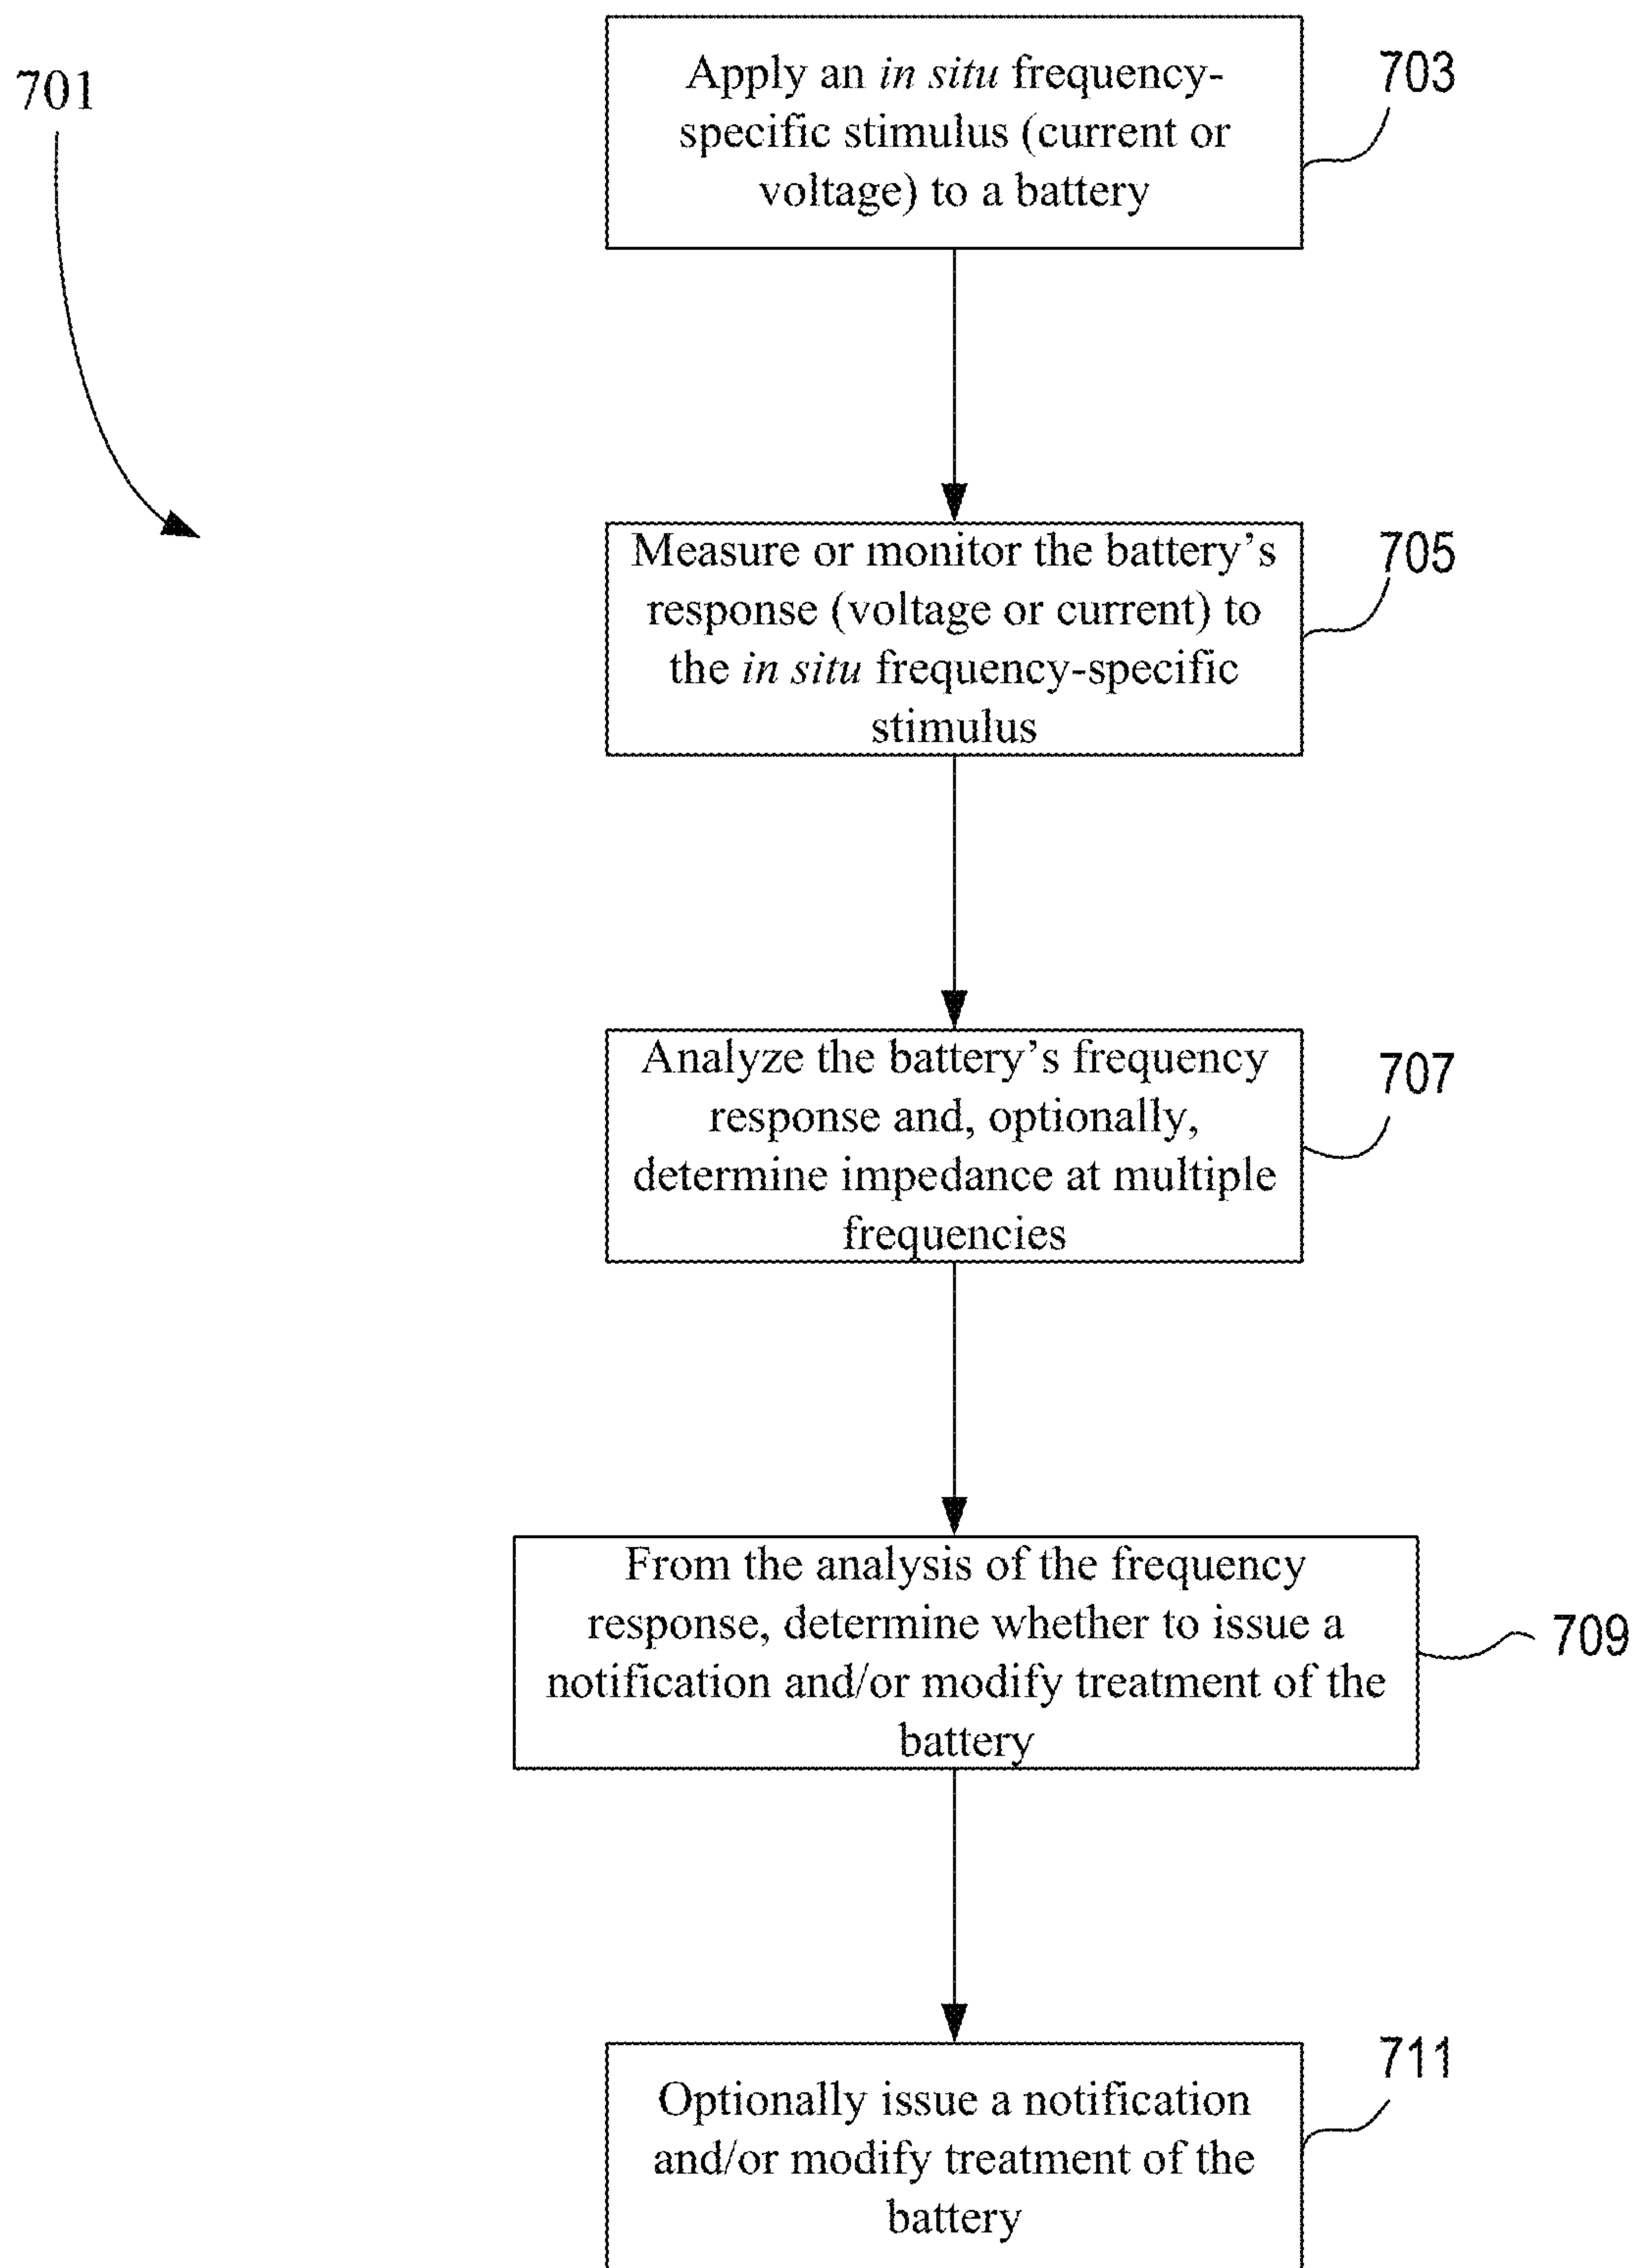 701
Apply an in situ frequency-
specific stimulus (current or
voltage) to a battery
703
Measure or monitor the battery’s
response (voltage or current) to
the in situ frequency-specific
stimulus
705
Analyze the battery’s frequency
response and, optionally,
determine impedance at multiple
frequencies
707
From the analysis of the frequency
response, determine whether to issue a
notification and/or modify treatment of the
battery
709
Optionally issue a notification
and/or modify treatment of the
battery
711